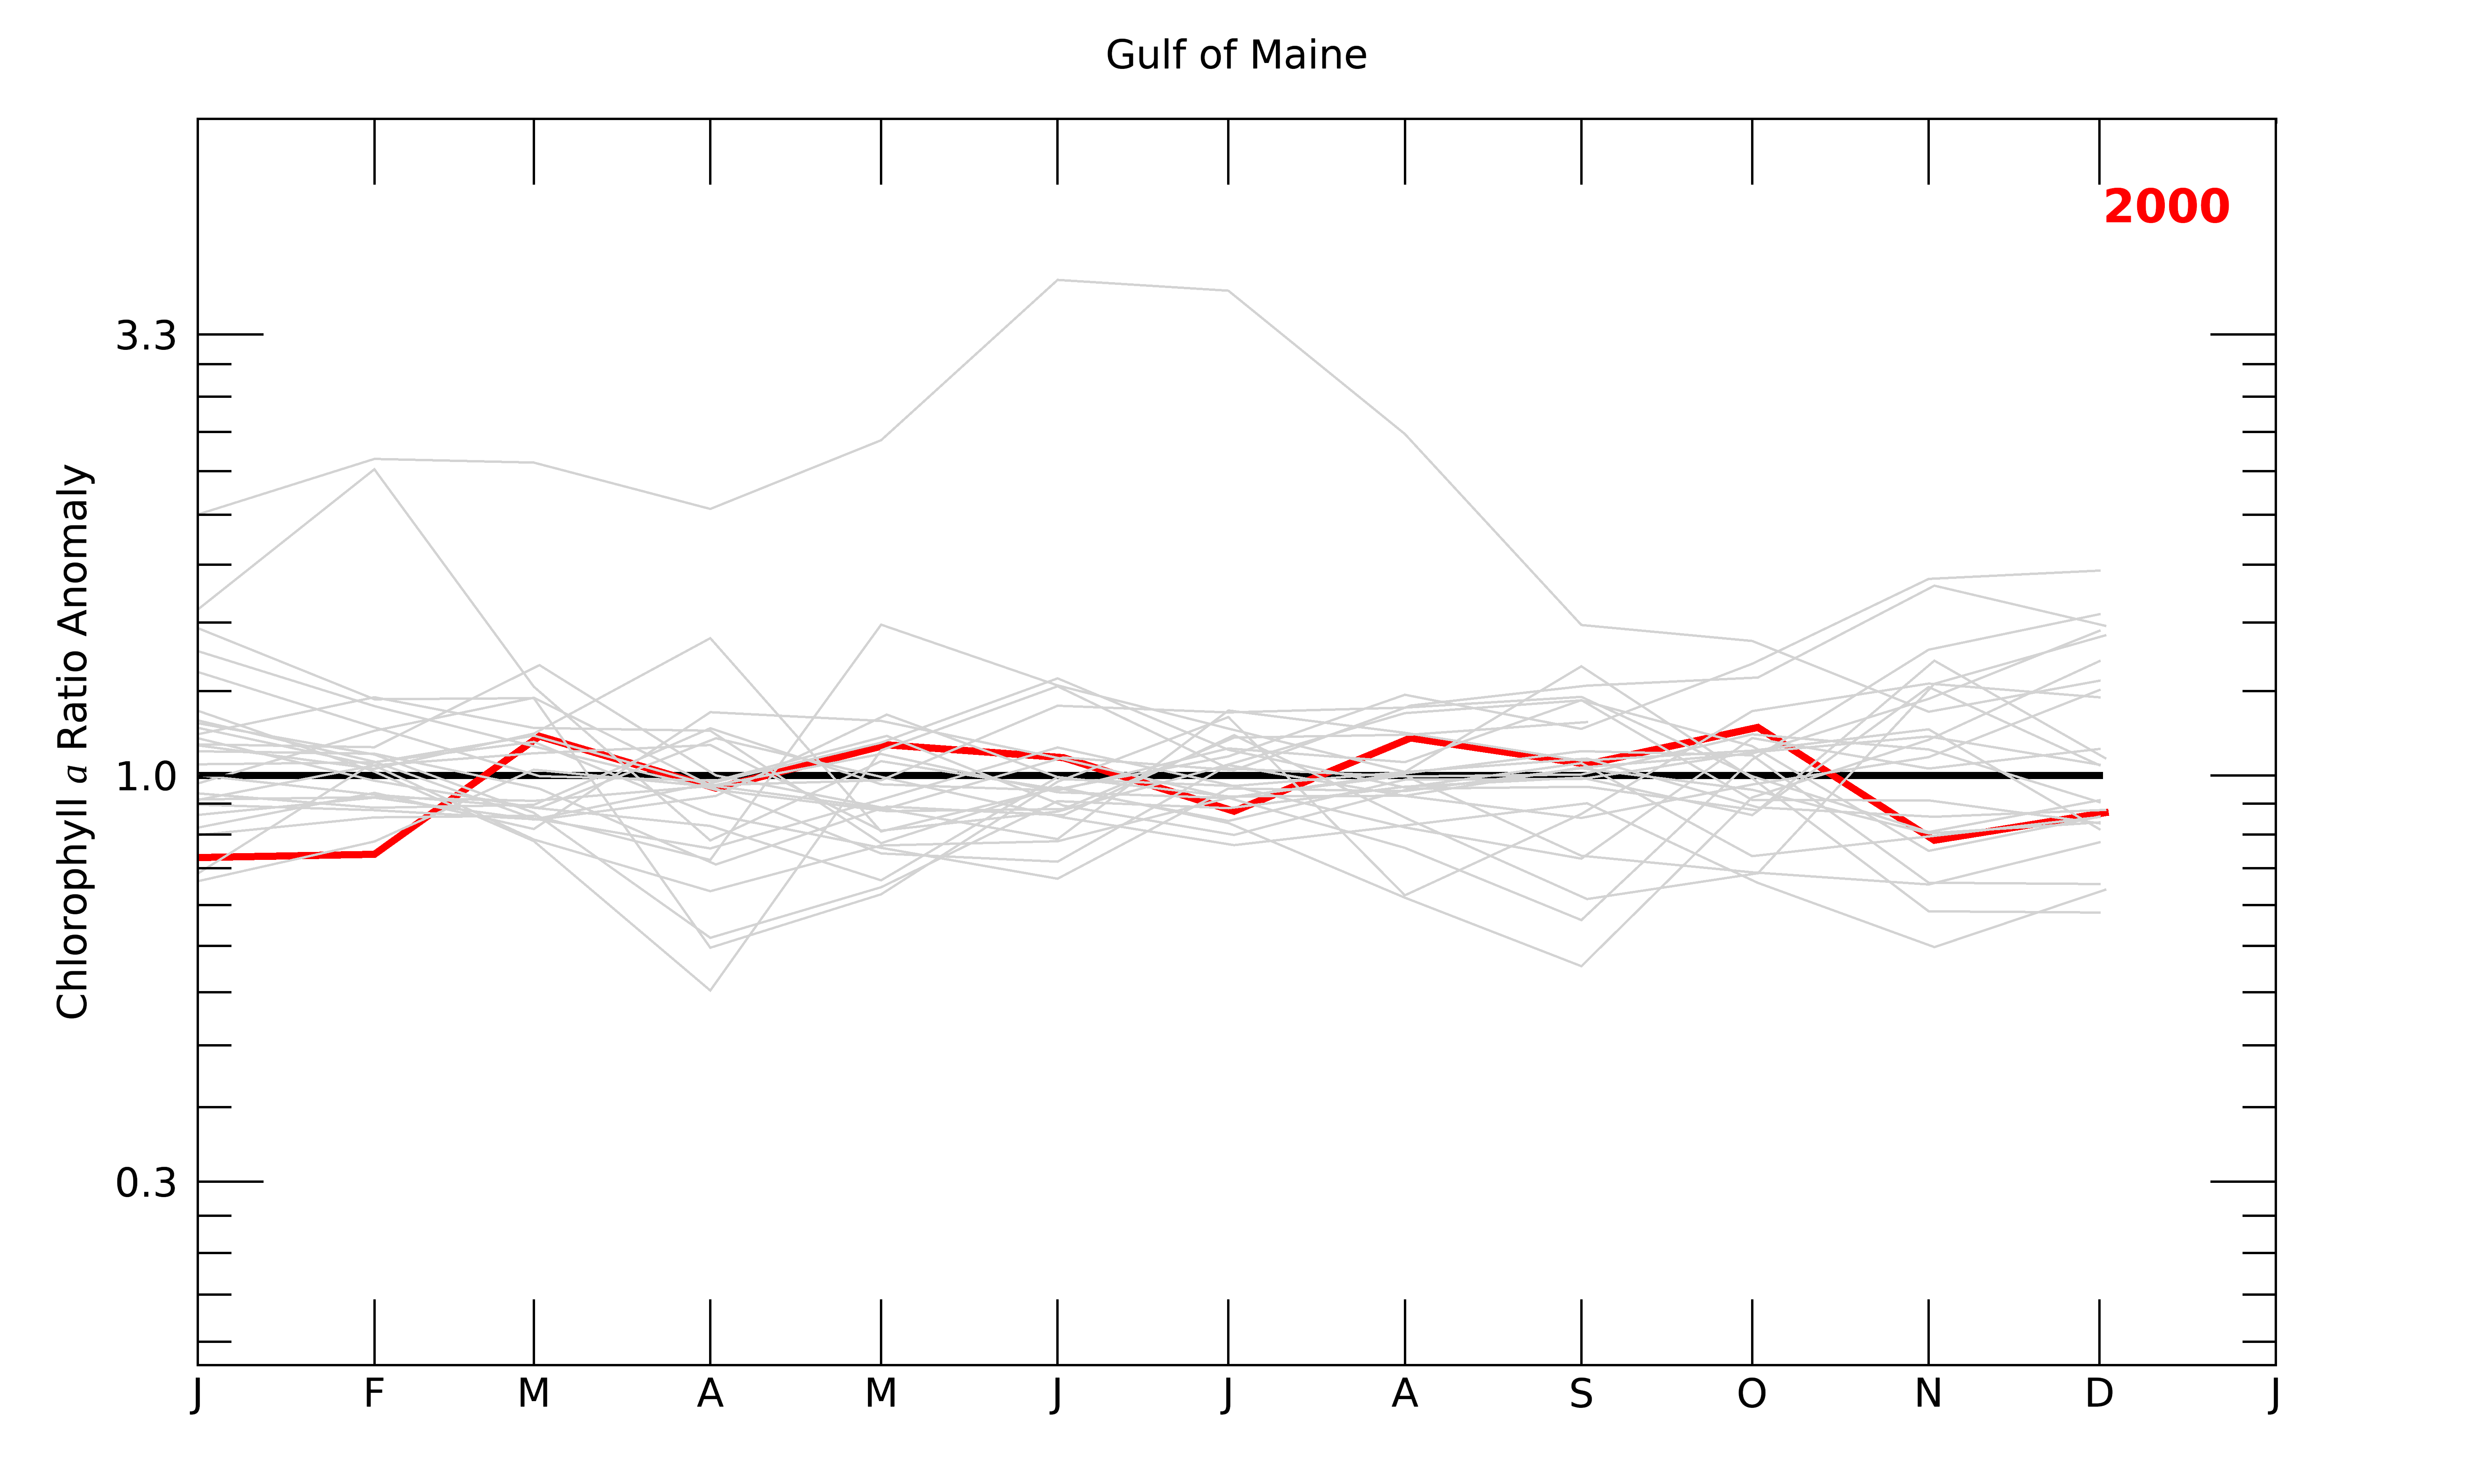 Gulf of Maine
2000
3.3
1.0
0.3
Chlorophyll a Ratio Anomaly
J F M A M J J A S O N D J